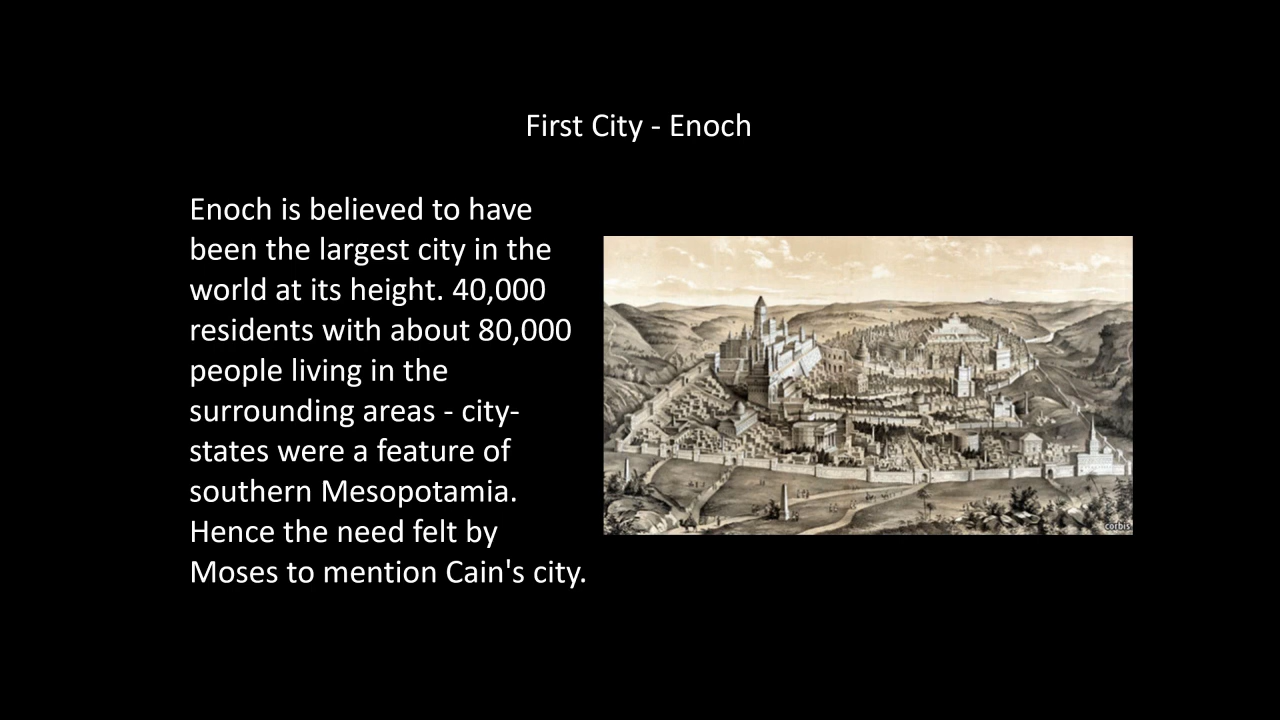 First City - Enoch
Enoch is believed to have
been the largest city in the
world at its height. 40,000
residents with about 80,000
people living in the
surrounding areas - city-
states were a feature of
southern Mesopotamia.
Hence the need felt by
Moses to mention Cain's city.
corbis